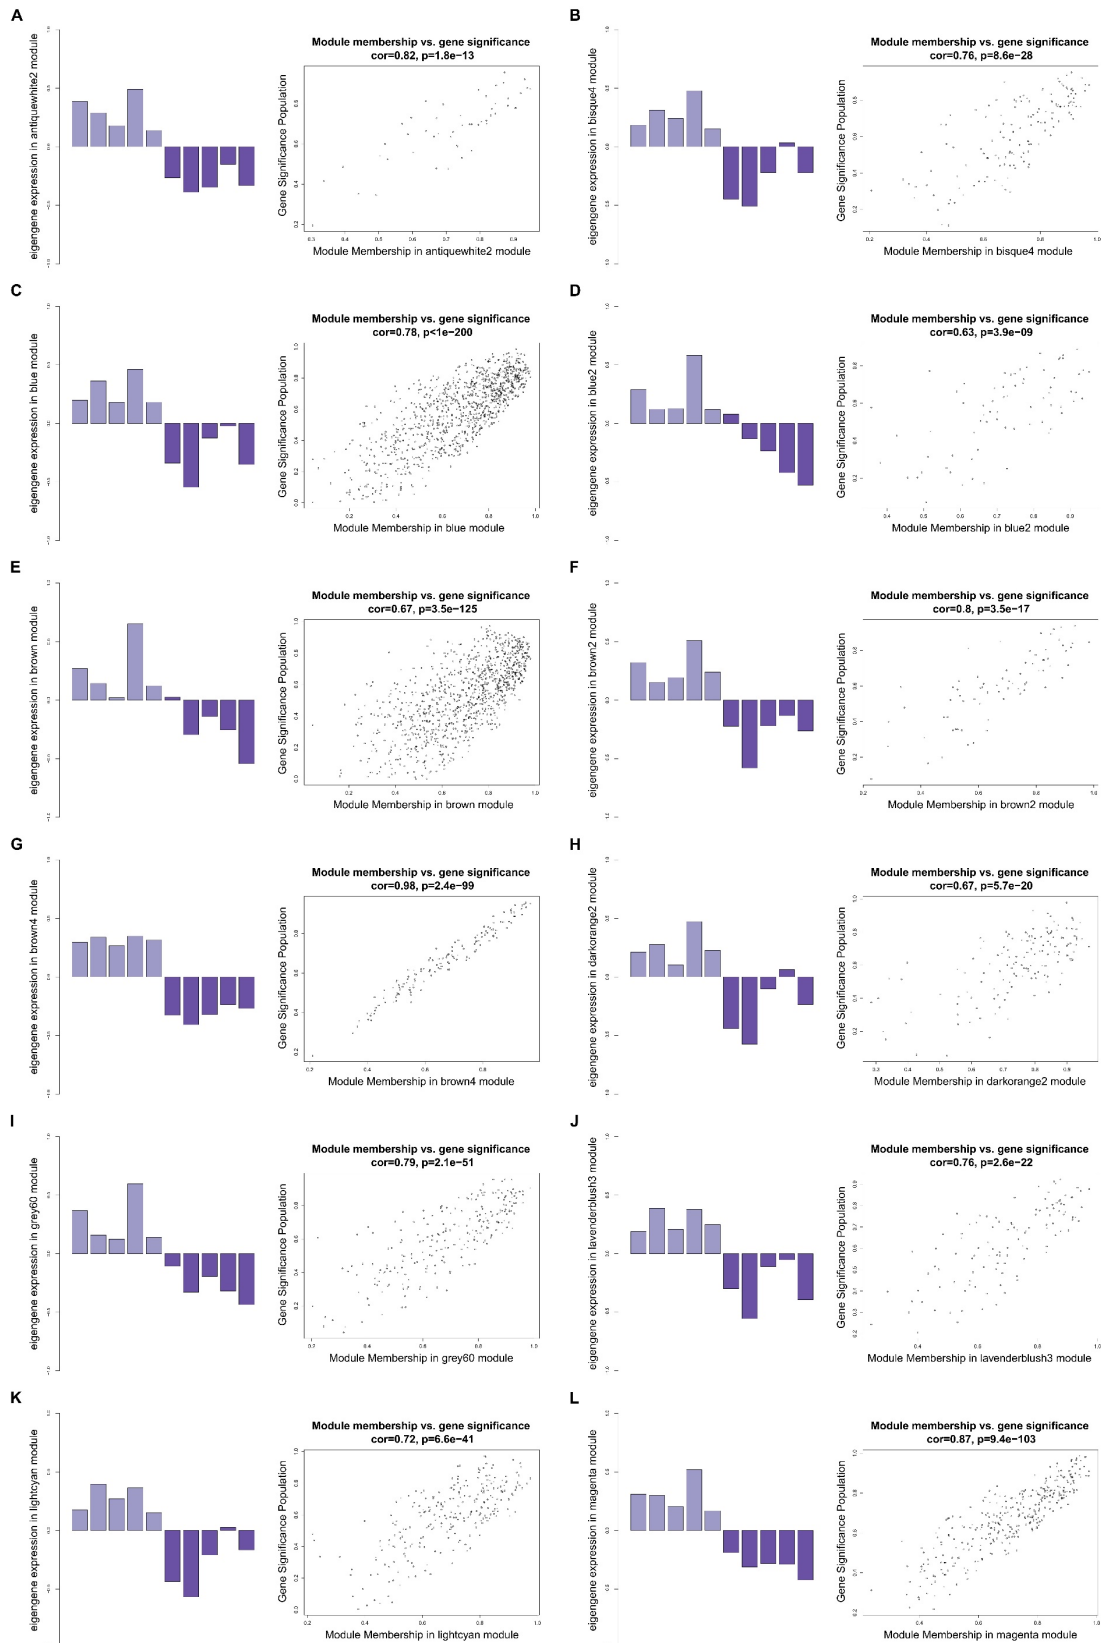 A
eigengene expression in antiquewhite2 module
Module membership vs. gene significance
cor=0.82, p=1.8e−13
Gene Significance Population
Module Membership in antiquewhite2 module
B
eigengene expression in bisque4 module
Module membership vs. gene significance
cor=0.76, p=8.6e−28
Gene Significance Population
Module Membership in bisque4 module
C
eigengene expression in blue module
Module membership vs. gene significance
cor=0.78, p<1e−200
Gene Significance Population
Module Membership in blue module
D
eigengene expression in blue2 module
Module membership vs. gene significance
cor=0.63, p=3.9e−09
Gene Significance Population
Module Membership in blue2 module
E
eigengene expression in brown module
Module membership vs. gene significance
cor=0.67, p=3.5e−125
Gene Significance Population
Module Membership in brown module
F
eigengene expression in brown2 module
Module membership vs. gene significance
cor=0.8, p=3.5e−17
Gene Significance Population
Module Membership in brown2 module
G
eigengene expression in brown4 module
Module membership vs. gene significance
cor=0.98, p=2.4e−99
Gene Significance Population
Module Membership in brown4 module
H
eigengene expression in darkorange2 module
Module membership vs. gene significance
cor=0.67, p=5.7e−20
Gene Significance Population
Module Membership in darkorange2 module
I
eigengene expression in grey60 module
Module membership vs. gene significance
cor=0.79, p=2.1e−51
Gene Significance Population
Module Membership in grey60 module
J
eigengene expression in lavenderblush3 module
Module membership vs. gene significance
cor=0.76, p=2.6e−22
Gene Significance Population
Module Membership in lavenderblush3 module
K
eigengene expression in lightcyan module
Module membership vs. gene significance
cor=0.72, p=6.6e−41
Gene Significance Population
Module Membership in lightcyan module
L
eigengene expression in magenta module
Module membership vs. gene significance
cor=0.87, p=9.4e−103
Gene Significance Population
Module Membership in magenta module